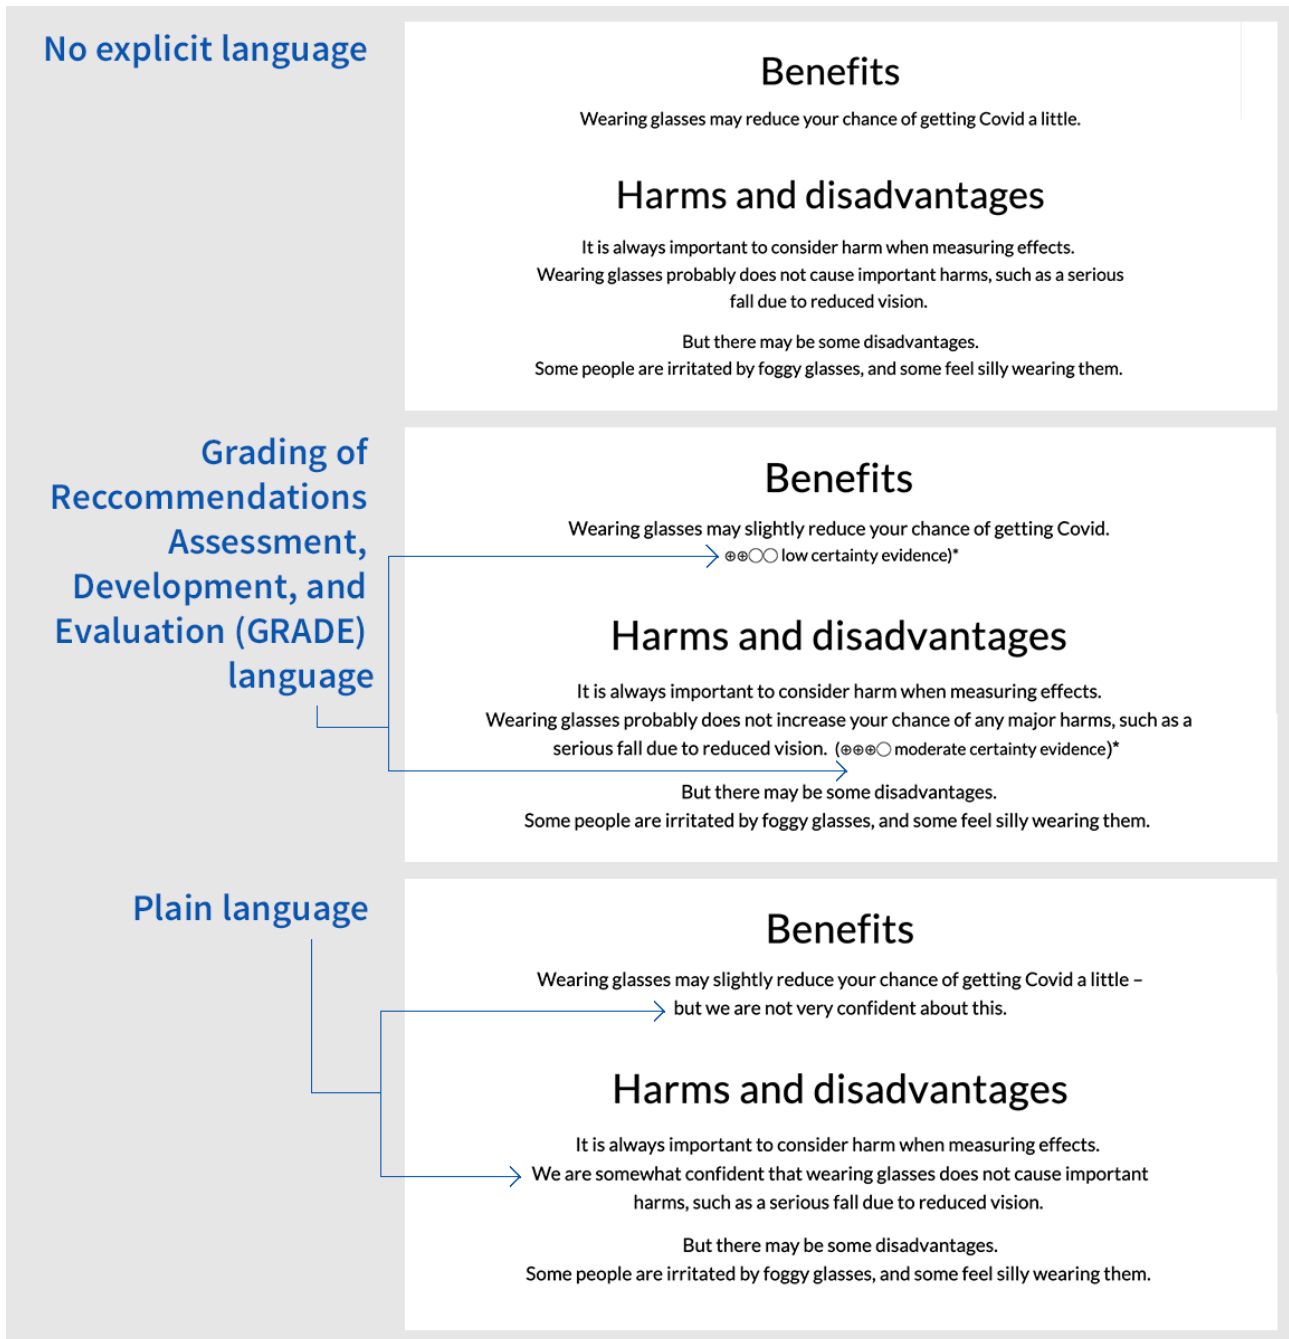 No explicit language
Benefits
Wearing glasses may reduce your chance of getting Covid a little.
Harms and disadvantages
It is always important to consider harm when measuring effects.
Wearing glasses probably does not cause important harms, such as a serious
fall due to reduced vision.
But there may be some disadvantages.
Some people are irritated by foggy glasses, and some feel silly wearing them.
Grading of
Reccommendations
Assessment,
Development, and
Evaluation (GRADE)
language
Benefits
Wearing glasses may slightly reduce your chance of getting Covid.
⊕⊕◯◯ low certainty evidence)*
Harms and disadvantages
It is always important to consider harm when measuring effects.
Wearing glasses probably does not increase your chance of any major harms, such as a
serious fall due to reduced vision. (⊕⊕⊕◯ moderate certainty evidence)*
But there may be some disadvantages.
Some people are irritated by foggy glasses, and some feel silly wearing them.
Plain language
Benefits
Wearing glasses may slightly reduce your chance of getting Covid a little –
but we are not very confident about this.
Harms and disadvantages
It is always important to consider harm when measuring effects.
We are somewhat confident that wearing glasses does not cause important
harms, such as a serious fall due to reduced vision.
But there may be some disadvantages.
Some people are irritated by foggy glasses, and some feel silly wearing them.